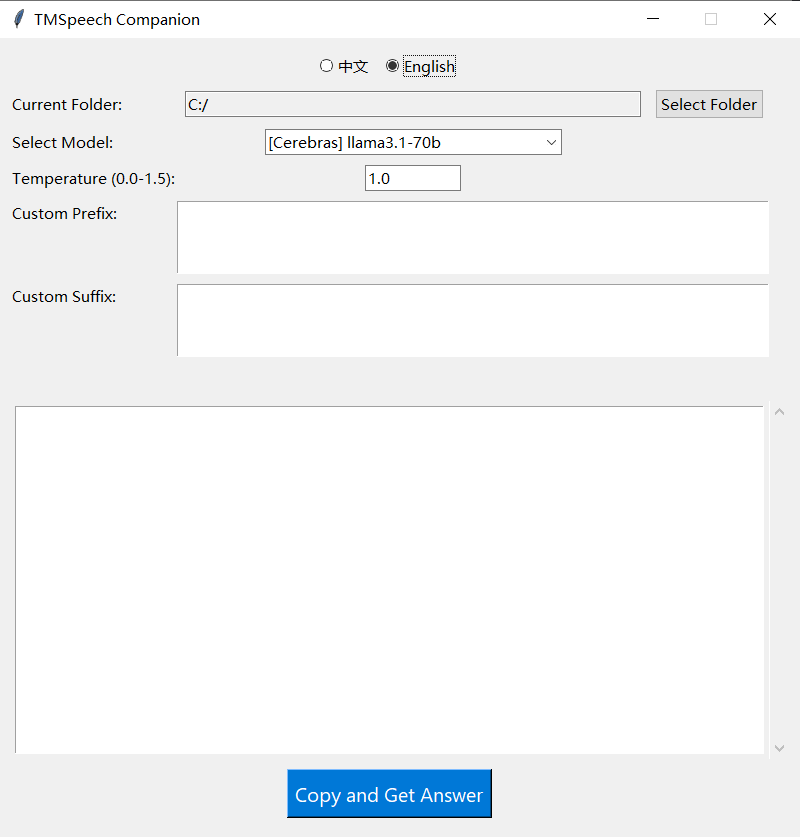 TMSpeech Companion
中文 English
Current Folder: C:/ Select Folder
Select Model: [Cerebras] llama3.1-70b
Temperature (0.0-1.5): 1.0
Custom Prefix:
Custom Suffix:
Copy and Get Answer